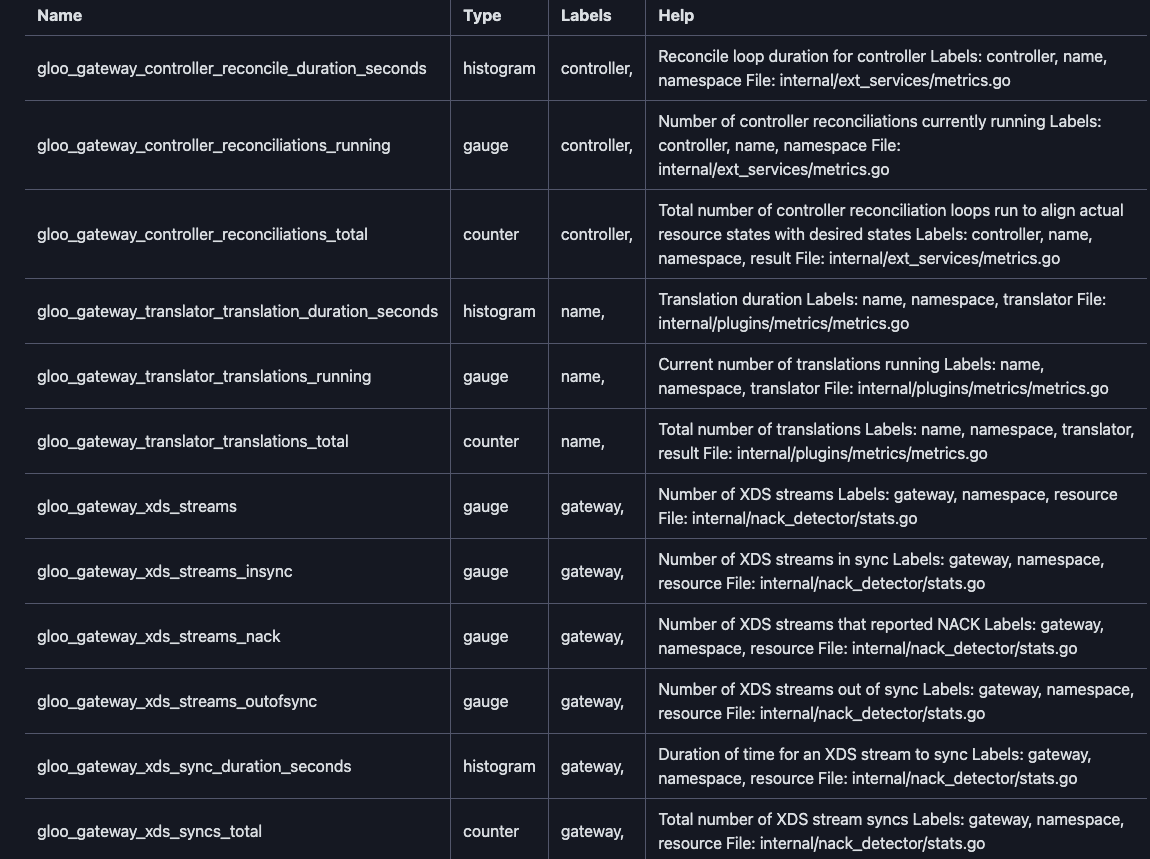 Name Type Labels Help
gloo_gateway_controller_reconcile_duration_seconds histogram controller, Reconcile loop duration for controller Labels: controller, name,
namespace File: internal/ext_services/metrics.go
gloo_gateway_controller_reconciliations_running gauge controller, Number of controller reconciliations currently running Labels:
controller, name, namespace File:
internal/ext_services/metrics.go
gloo_gateway_controller_reconciliations_total counter controller, Total number of controller reconciliation loops run to align actual
resource states with desired states Labels: controller, name,
namespace, result File: internal/ext_services/metrics.go
gloo_gateway_translator_translation_duration_seconds histogram name, Translation duration Labels: name, namespace, translator File:
internal/plugins/metrics/metrics.go
gloo_gateway_translator_translations_running gauge name, Current number of translations running Labels: name,
namespace, translator File: internal/plugins/metrics/metrics.go
gloo_gateway_translator_translations_total counter name, Total number of translations Labels: name, namespace, translator,
result File: internal/plugins/metrics/metrics.go
gloo_gateway_xds_streams gauge gateway, Number of XDS streams Labels: gateway, namespace, resource
File: internal/nack_detector/stats.go
gloo_gateway_xds_streams_insync gauge gateway, Number of XDS streams in sync Labels: gateway, namespace,
resource File: internal/nack_detector/stats.go
gloo_gateway_xds_streams_nack gauge gateway, Number of XDS streams that reported NACK Labels: gateway,
namespace, resource File: internal/nack_detector/stats.go
gloo_gateway_xds_streams_outofsync gauge gateway, Number of XDS streams out of sync Labels: gateway, namespace,
resource File: internal/nack_detector/stats.go
gloo_gateway_xds_sync_duration_seconds histogram gateway, Duration of time for an XDS stream to sync Labels: gateway,
namespace, resource File: internal/nack_detector/stats.go
gloo_gateway_xds_syncs_total counter gateway, Total number of XDS stream syncs Labels: gateway, namespace,
resource File: internal/nack_detector/stats.go